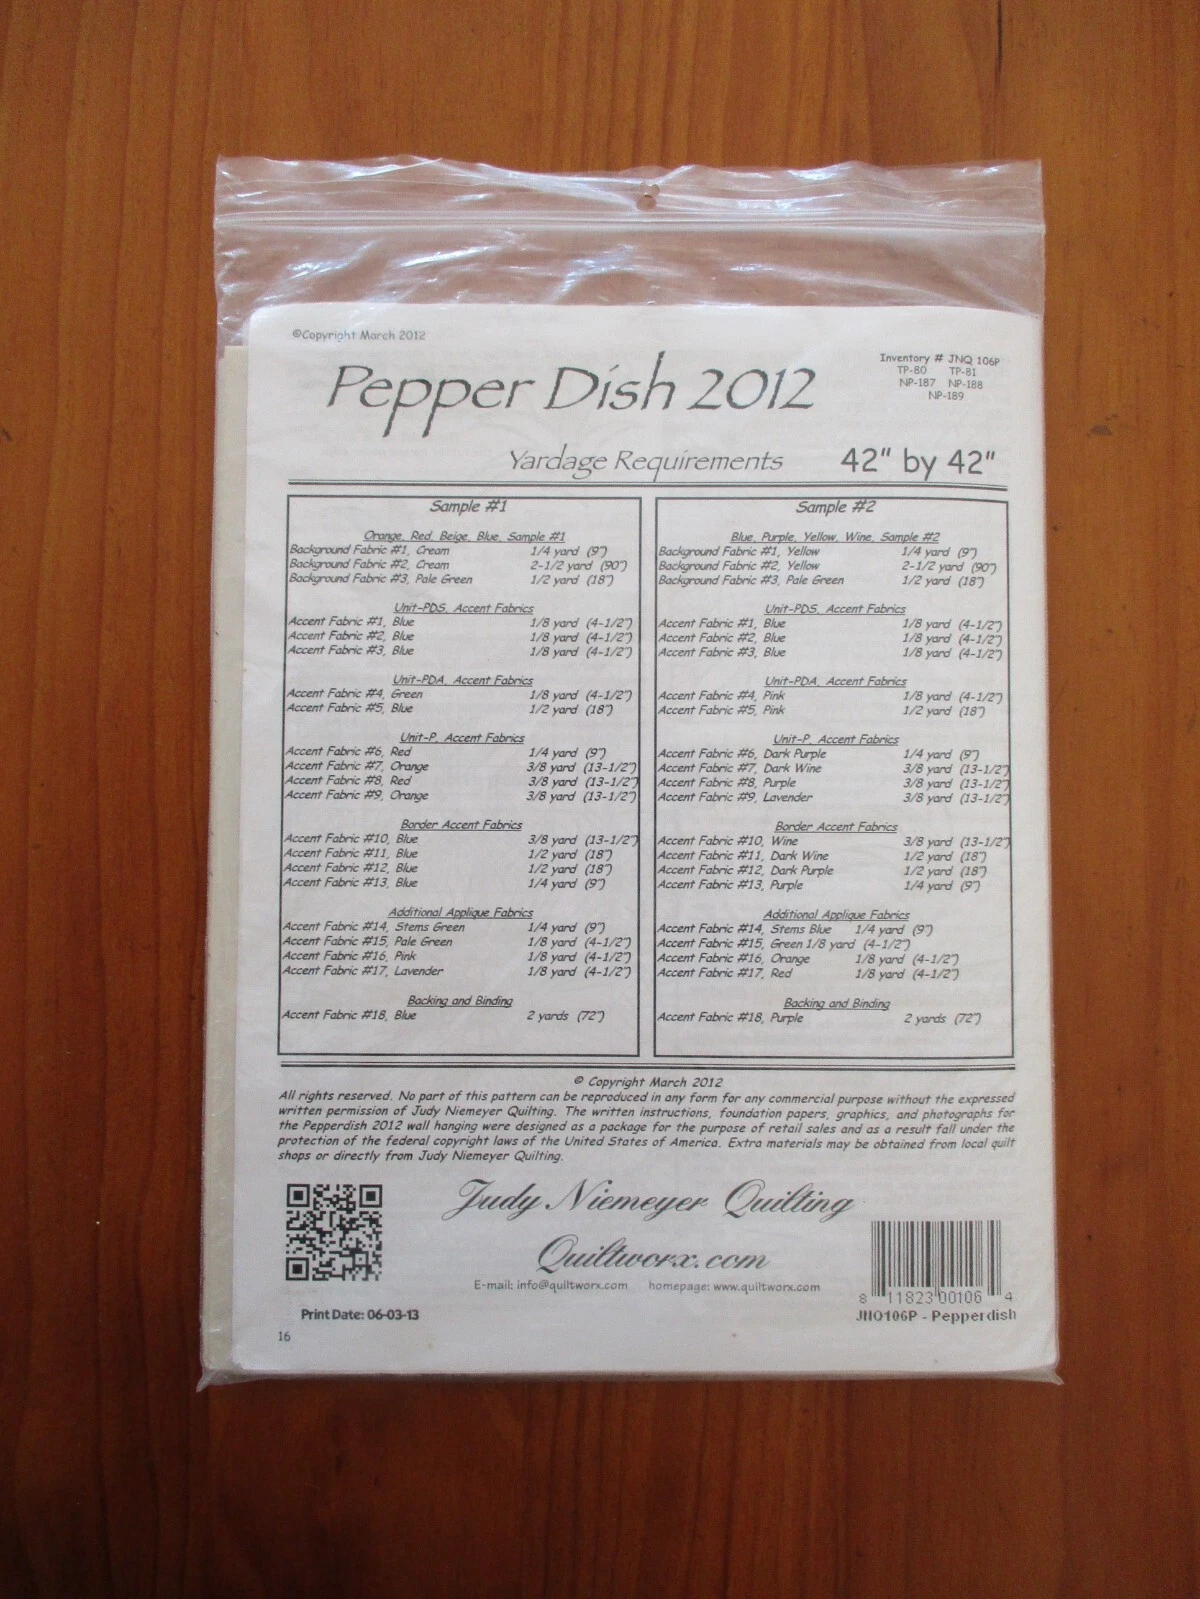 ©Copyright March 2012
Inventory # JNQ 106P
TP-80 TP-81
NP-187 NP-188
NP-189
Pepper Dish 2012
Yardage Requirements 42" by 42"
Sample #1
Orange, Red, Beige, Blue, Sample #1
Background Fabric #1, Cream 1/4 yard (9")
Background Fabric #2, Cream 2-1/2 yard (90")
Background Fabric #3, Pale Green 1/2 yard (18")
Unit-PDS, Accent Fabrics
Accent Fabric #1, Blue 1/8 yard (4-1/2")
Accent Fabric #2, Blue 1/8 yard (4-1/2")
Accent Fabric #3, Blue 1/8 yard (4-1/2")
Unit-PDA, Accent Fabrics
Accent Fabric #4, Green 1/8 yard (4-1/2")
Accent Fabric #5, Blue 1/2 yard (18")
Unit-P, Accent Fabrics
Accent Fabric #6, Red 1/4 yard (9")
Accent Fabric #7, Orange 3/8 yard (13-1/2")
Accent Fabric #8, Red 3/8 yard (13-1/2")
Accent Fabric #9, Orange 3/8 yard (13-1/2")
Border Accent Fabrics
Accent Fabric #10, Blue 3/8 yard (13-1/2")
Accent Fabric #11, Blue 1/2 yard (18")
Accent Fabric #12, Blue 1/2 yard (18")
Accent Fabric #13, Blue 1/4 yard (9")
Additional Applique Fabrics
Accent Fabric #14, Stems Green 1/4 yard (9")
Accent Fabric #15, Pale Green 1/8 yard (4-1/2")
Accent Fabric #16, Pink 1/8 yard (4-1/2")
Accent Fabric #17, Lavender 1/8 yard (4-1/2")
Backing and Binding
Accent Fabric #18, Blue 2 yards (72")
Sample #2
Blue, Purple, Yellow, Wine, Sample #2
Background Fabric #1, Yellow 1/4 yard (9")
Background Fabric #2, Yellow 2-1/2 yard (90")
Background Fabric #3, Pale Green 1/2 yard (18")
Unit-PDS, Accent Fabrics
Accent Fabric #1, Blue 1/8 yard (4-1/2")
Accent Fabric #2, Blue 1/8 yard (4-1/2")
Accent Fabric #3, Blue 1/8 yard (4-1/2")
Unit-PDA, Accent Fabrics
Accent Fabric #4, Pink 1/8 yard (4-1/2")
Accent Fabric #5, Pink 1/2 yard (18")
Unit-P, Accent Fabrics
Accent Fabric #6, Dark Purple 1/4 yard (9")
Accent Fabric #7, Dark Wine 3/8 yard (13-1/2")
Accent Fabric #8, Purple 3/8 yard (13-1/2")
Accent Fabric #9, Lavender 3/8 yard (13-1/2")
Border Accent Fabrics
Accent Fabric #10, Wine 3/8 yard (13-1/2")
Accent Fabric #11, Dark Wine 1/2 yard (18")
Accent Fabric #12, Dark Purple 1/2 yard (18")
Accent Fabric #13, Purple 1/4 yard (9")
Additional Applique Fabrics
Accent Fabric #14, Stems Blue 1/4 yard (9")
Accent Fabric #15, Green 1/8 yard (4-1/2")
Accent Fabric #16, Orange 1/8 yard (4-1/2")
Accent Fabric #17, Red 1/8 yard (4-1/2")
Backing and Binding
Accent Fabric #18, Purple 2 yards (72")
© Copyright March 2012
All rights reserved. No part of this pattern can be reproduced in any form for any commercial purpose without the expressed
written permission of Judy Niemeyer Quilting. The written instructions, foundation papers, graphics, and photographs for
the Pepperdish 2012 wall hanging were designed as a package for the purpose of retail sales and as a result fall under the
protection of the federal copyright laws of the United States of America. Extra materials may be obtained from local quilt
shops or directly from Judy Niemeyer Quilting.
Judy Niemeyer Quilting
Quiltworx.com
E-mail: info@quiltworx.com homepage: www.quiltworx.com
8 11823 00106 4
JNQ106P - Pepperdish
Print Date: 06-03-13
16